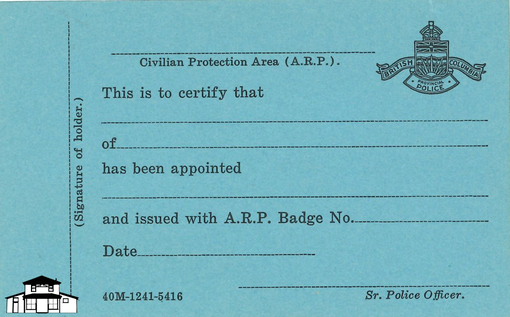 BRITISH COLUMBIA
PROVINCIAL
POLICE
Civilian Protection Area (A.R.P.).
This is to certify that
of
has been appointed
and issued with A.R.P. Badge No.
Date
(Signature of holder.)
40M-1241-5416
Sr. Police Officer.